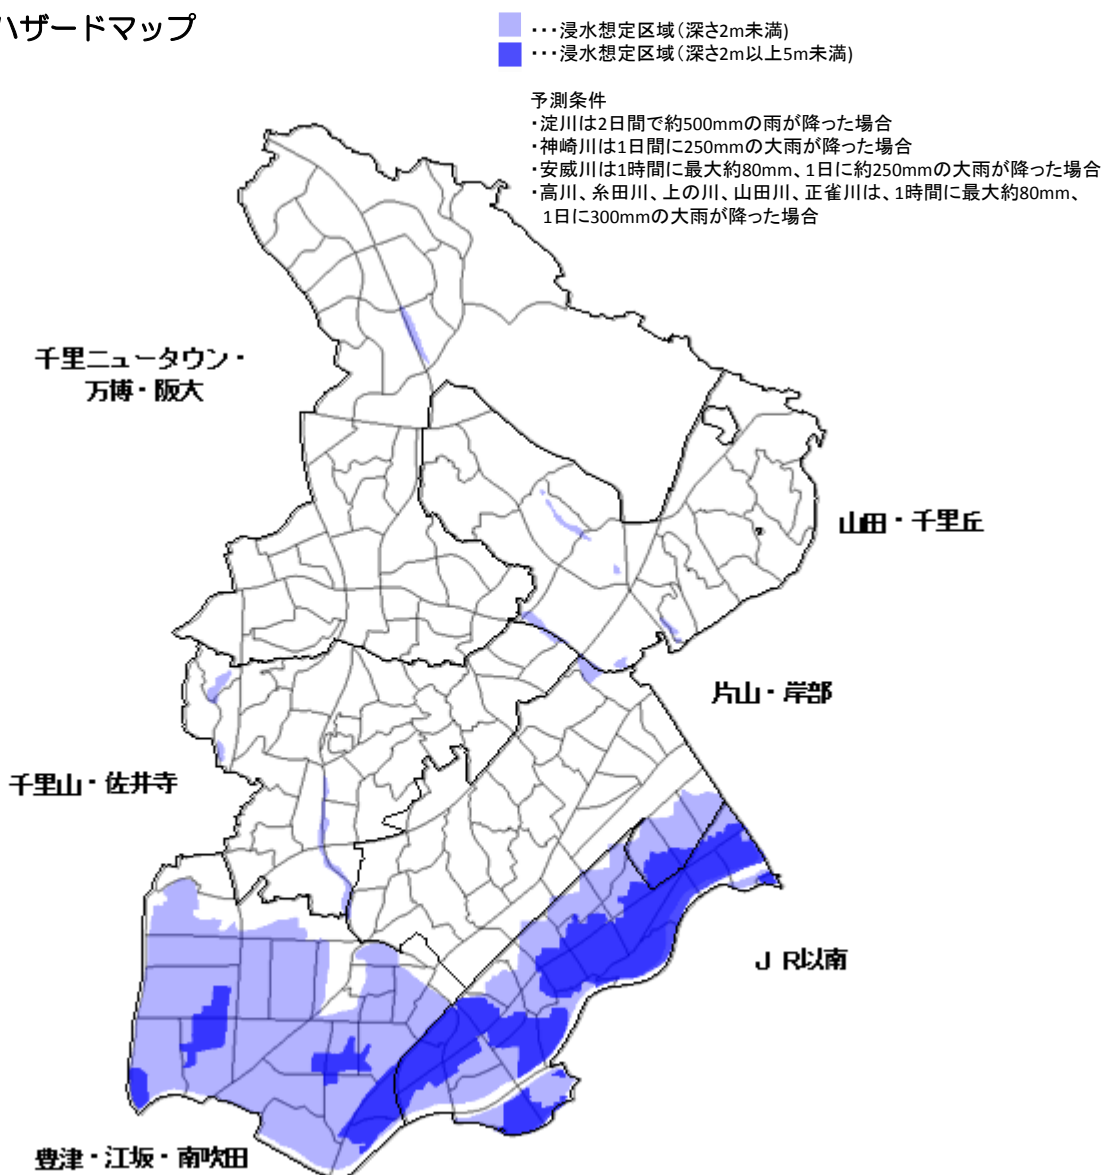 ハザードマップ
・・・浸水想定区域(深さ2m未満)
・・・浸水想定区域(深さ2m以上5m未満)
予測条件
・淀川は2日間で約500mmの雨が降った場合
・神崎川は1日間に250mmの大雨が降った場合
・安威川は1時間に最大約80mm、1日に約250mmの大雨が降った場合
・高川、糸田川、上の川、山田川、正雀川は、1時間に最大約80mm、
1日に300mmの大雨が降った場合
千里ニュータウン・
万博・阪大
山田・千里丘
片山・岸部
千里山・佐井寺
ＪＲ以南
豊津・江坂・南吹田